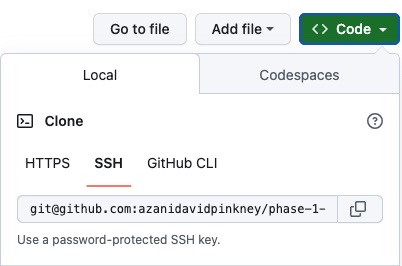 Go to file Add file <> Code
Local Codespaces
Clone
HTTPS SSH GitHub CLI
git@github.com:azanidavidpinkney/phase-1-
Use a password-protected SSH key.